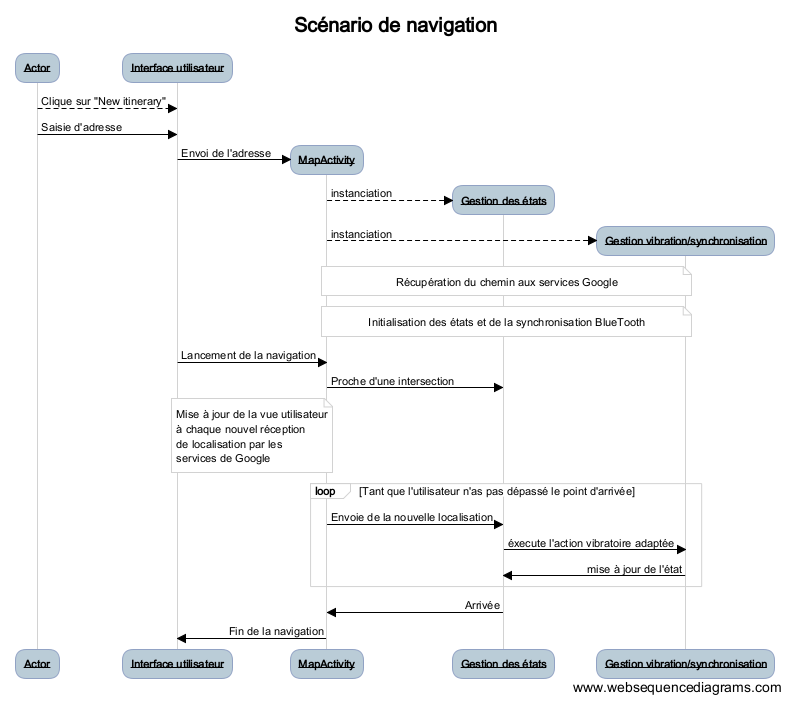 Scénario de navigation
Actor
Interface utilisateur
Clique sur "New itinerary"
Saisie d'adresse
Envoi de l'adresse
MapActivity
instanciation
Gestion des états
instanciation
Gestion vibration/synchronisation
Récupération du chemin aux services Google
Initialisation des états et de la synchronisation BlueTooth
Lancement de la navigation
Proche d'une intersection
Mise à jour de la vue utilisateur
à chaque nouvel réception
de localisation par les
services de Google
loop
[Tant que l'utilisateur n'as pas dépassé le point d'arrivée]
Envoie de la nouvelle localisation
éxecute l'action vibratoire adaptée
mise à jour de l'état
Arrivée
Fin de la navigation
Actor
Interface utilisateur
MapActivity
Gestion des états
Gestion vibration/synchronisation
www.websequencediagrams.com